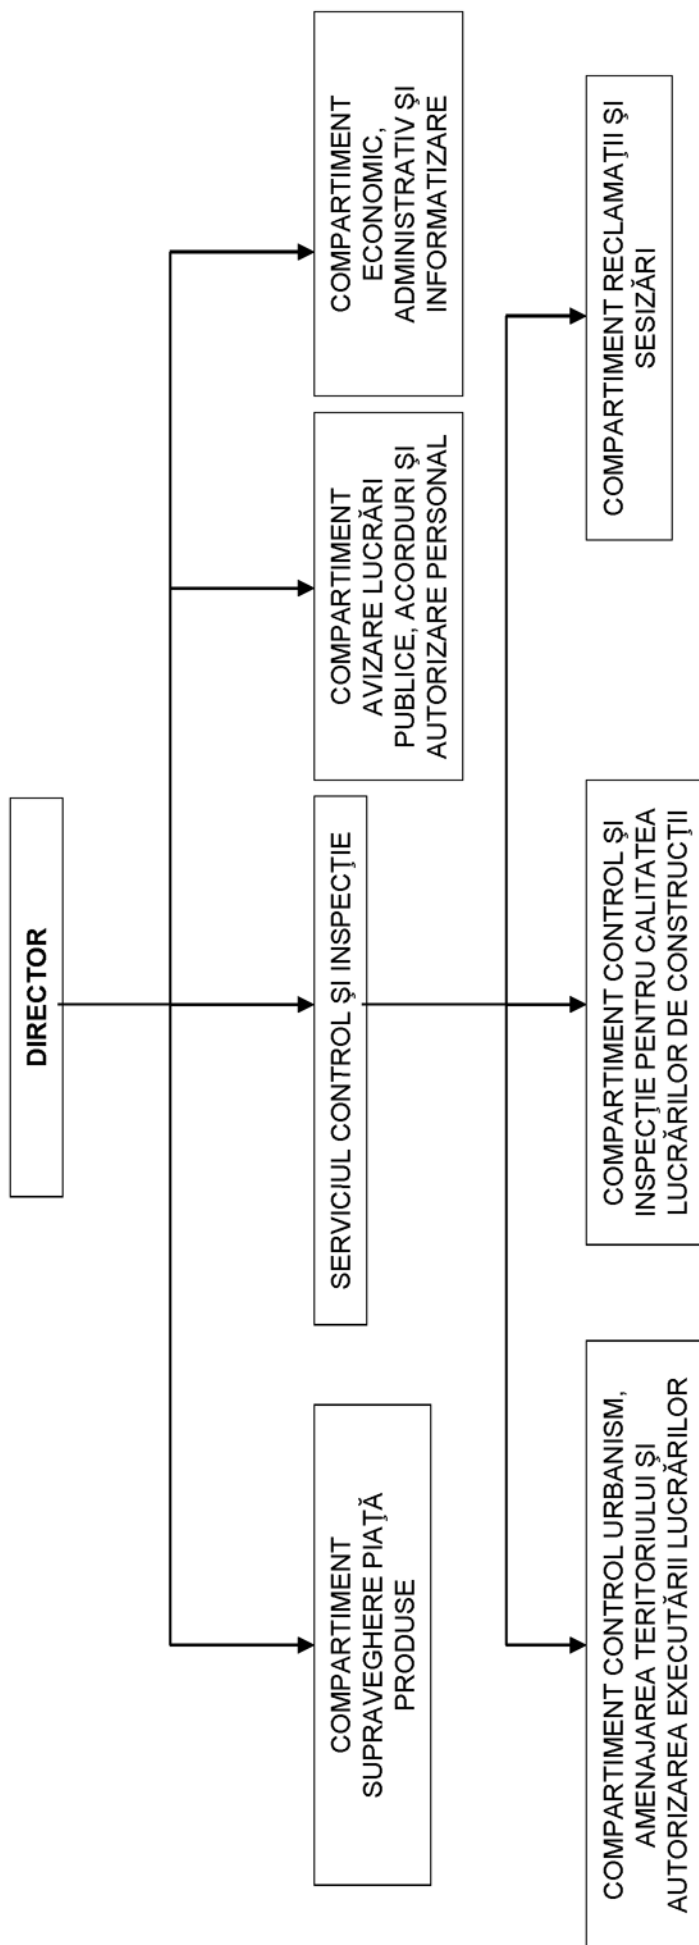 DIRECTOR
COMPARTIMENT
SUPRAVEGHERE PIAŢĂ
PRODUSE
SERVICIUL CONTROL ŞI INSPECŢIE
COMPARTIMENT
AVIZARE LUCRĂRI
PUBLICE, ACORDURI ŞI
AUTORIZARE PERSONAL
COMPARTIMENT
ECONOMIC,
ADMINISTRATIV ŞI
INFORMATIZARE
COMPARTIMENT CONTROL URBANISM,
AMENAJAREA TERITORIULUI ŞI
AUTORIZAREA EXECUTĂRII LUCRĂRILOR
COMPARTIMENT CONTROL ŞI
INSPECŢIE PENTRU CALITATEA
LUCRĂRILOR DE CONSTRUCŢII
COMPARTIMENT RECLAMAŢII ŞI
SESIZĂRI